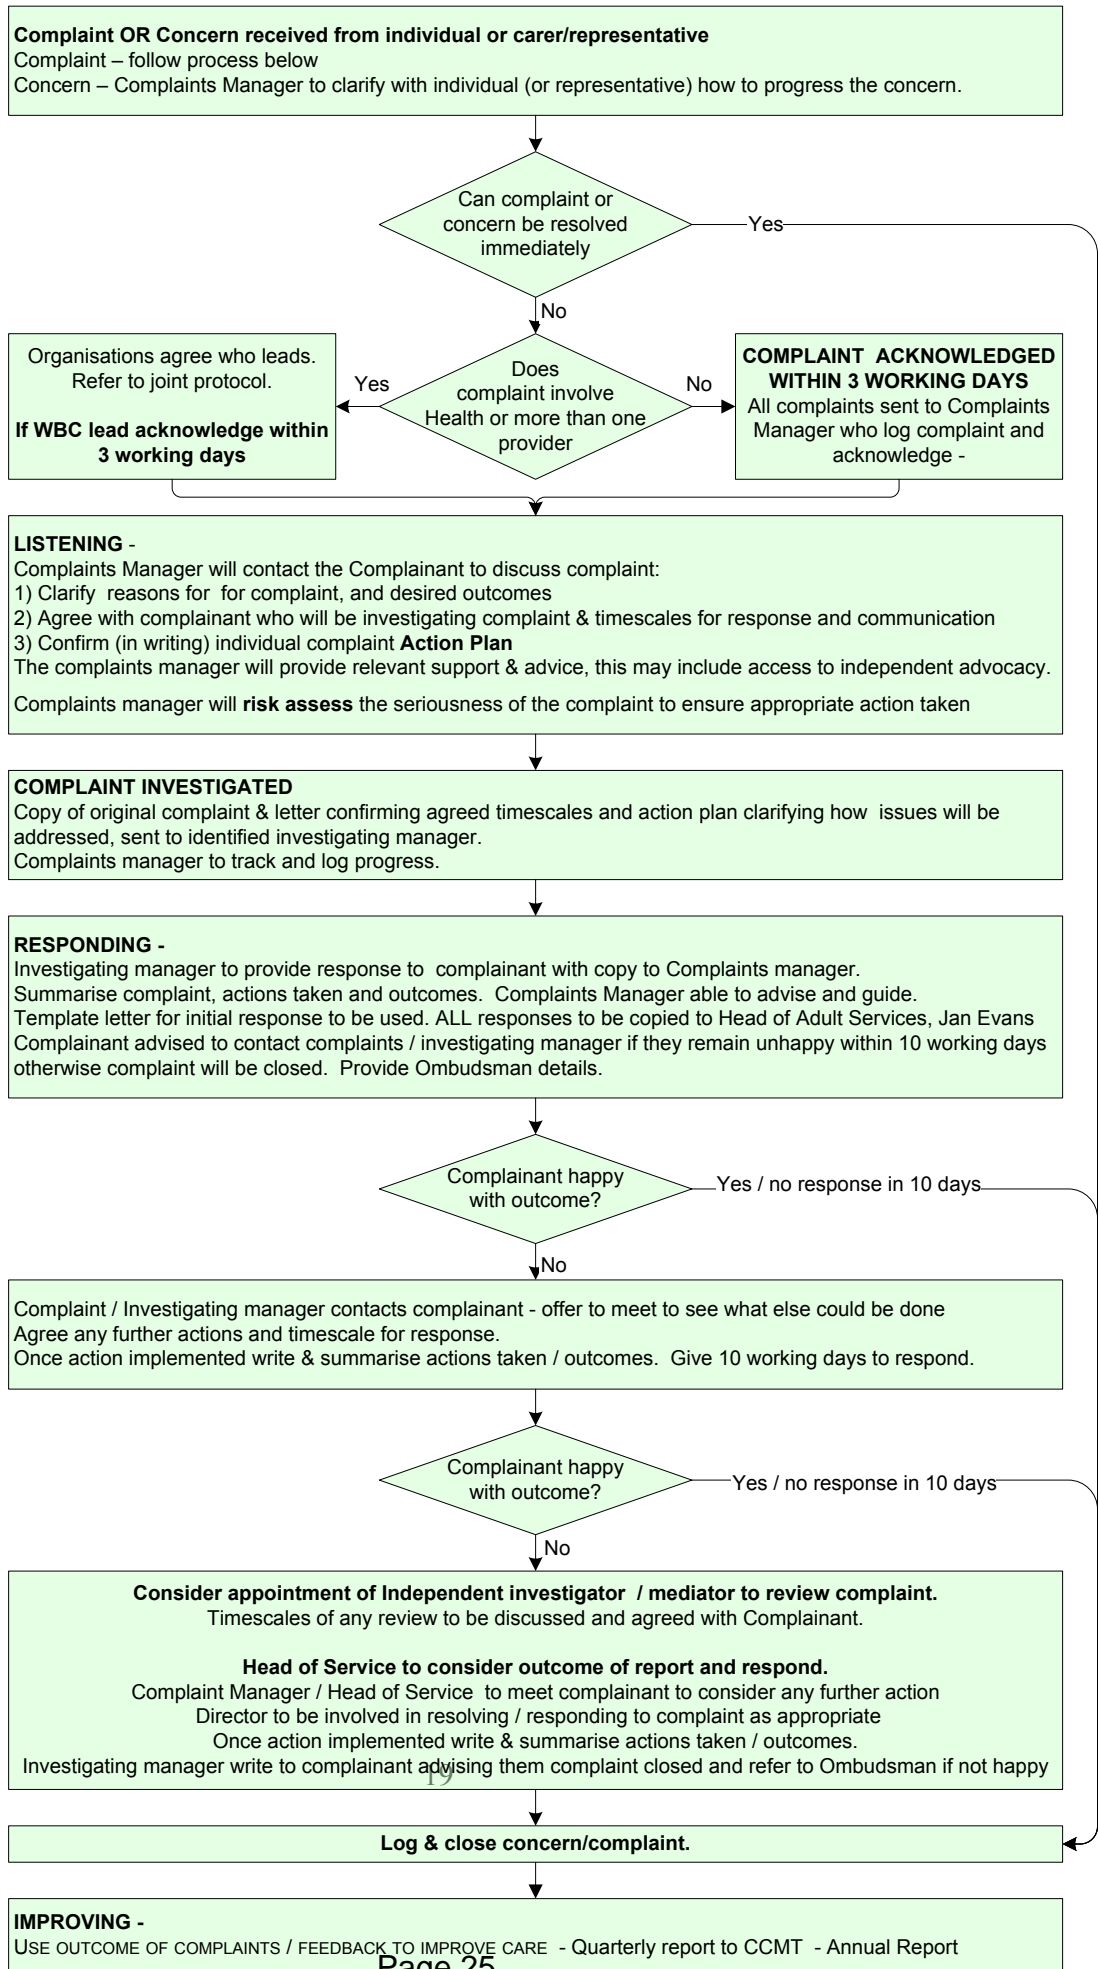 Complaint OR Concern received from individual or carer/representative
Complaint – follow process below
Concern – Complaints Manager to clarify with individual (or representative) how to progress the concern.
Can complaint or
concern be resolved
immediately
Yes
No
Organisations agree who leads.
Refer to joint protocol.
If WBC lead acknowledge within
3 working days
Yes
Does
complaint involve
Health or more than one
provider
No
COMPLAINT ACKNOWLEDGED
WITHIN 3 WORKING DAYS
All complaints sent to Complaints
Manager who log complaint and
acknowledge -
LISTENING -
Complaints Manager will contact the Complainant to discuss complaint:
1) Clarify reasons for for complaint, and desired outcomes
2) Agree with complainant who will be investigating complaint & timescales for response and communication
3) Confirm (in writing) individual complaint Action Plan
The complaints manager will provide relevant support & advice, this may include access to independent advocacy.
Complaints manager will risk assess the seriousness of the complaint to ensure appropriate action taken
COMPLAINT INVESTIGATED
Copy of original complaint & letter confirming agreed timescales and action plan clarifying how issues will be
addressed, sent to identified investigating manager.
Complaints manager to track and log progress.
RESPONDING -
Investigating manager to provide response to complainant with copy to Complaints manager.
Summarise complaint, actions taken and outcomes. Complaints Manager able to advise and guide.
Template letter for initial response to be used. ALL responses to be copied to Head of Adult Services, Jan Evans
Complainant advised to contact complaints / investigating manager if they remain unhappy within 10 working days
otherwise complaint will be closed. Provide Ombudsman details.
Complainant happy
with outcome?
Yes / no response in 10 days
No
Complaint / Investigating manager contacts complainant - offer to meet to see what else could be done
Agree any further actions and timescale for response.
Once action implemented write & summarise actions taken / outcomes. Give 10 working days to respond.
Complainant happy
with outcome?
Yes / no response in 10 days
No
Consider appointment of Independent investigator / mediator to review complaint.
Timescales of any review to be discussed and agreed with Complainant.
Head of Service to consider outcome of report and respond.
Complaint Manager / Head of Service to meet complainant to consider any further action
Director to be involved in resolving / responding to complaint as appropriate
Once action implemented write & summarise actions taken / outcomes.
Investigating manager write to complainant advising them complaint closed and refer to Ombudsman if not happy
19
Log & close concern/complaint.
IMPROVING -
USE OUTCOME OF COMPLAINTS / FEEDBACK TO IMPROVE CARE - Quarterly report to CCMT - Annual Report
Page 25